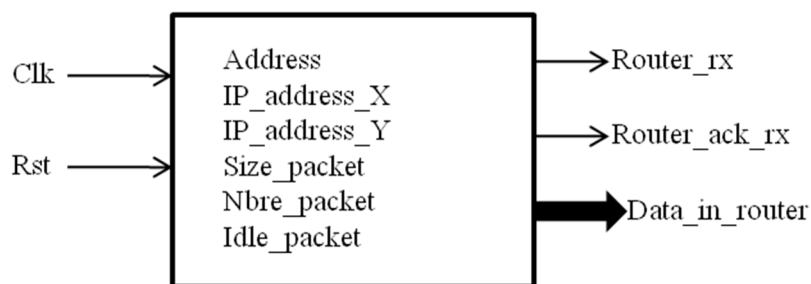 Clk
Rst
Address
IP_address_X
IP_address_Y
Size_packet
Nbre_packet
Idle_packet
Router_rx
Router_ack_rx
Data_in_router